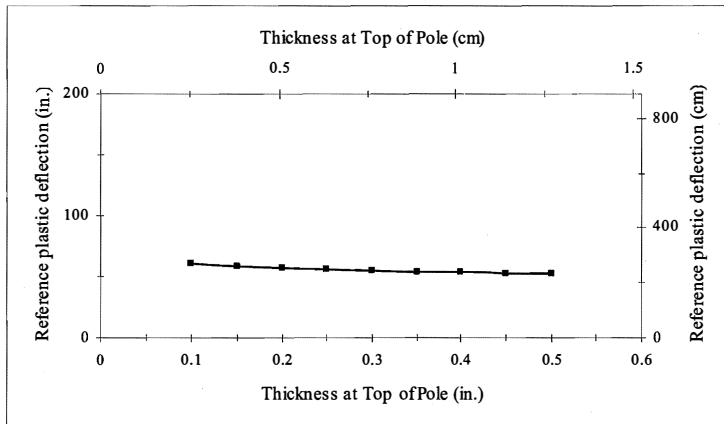 Thickness at Top of Pole (cm)
0 0.5 1 1.5
Reference plastic deflection (in.)
200
100
0
800
400
0
Reference plastic deflection (cm)
0 0.1 0.2 0.3 0.4 0.5 0.6
Thickness at Top of Pole (in.)